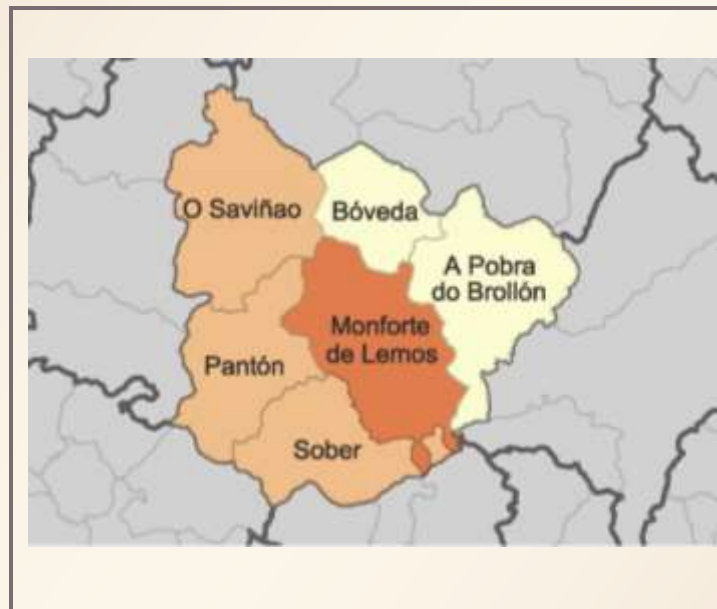 O Saviñao
Bóveda
A Pobra
do Brollón
Monforte
de Lemos
Pantón
Sober